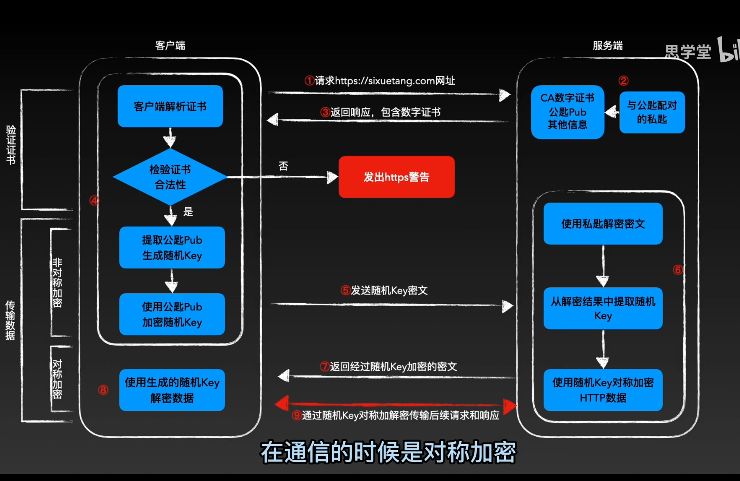 客户端
服务端
思学堂
bil
①请求https://sixuetang.com网址
②
客户端解析证书
CA数字证书
公匙Pub
其他信息
与公匙配对
的私匙
③返回响应，包含数字证书
验证证书
检验证书
合法性
否
发出https警告
④
是
提取公匙Pub
生成随机Key
使用私匙解密密文
⑥
非对称加密
传输数据
⑤发送随机Key密文
使用公匙Pub
加密随机Key
从解密结果中提取随机
Key
对称加密
⑦返回经过随机Key加密的密文
⑧
使用生成的随机Key
解密数据
使用随机Key对称加密
HTTP数据
⑨通过随机Key对称加解密传输后续请求和响应
在通信的时候是对称加密